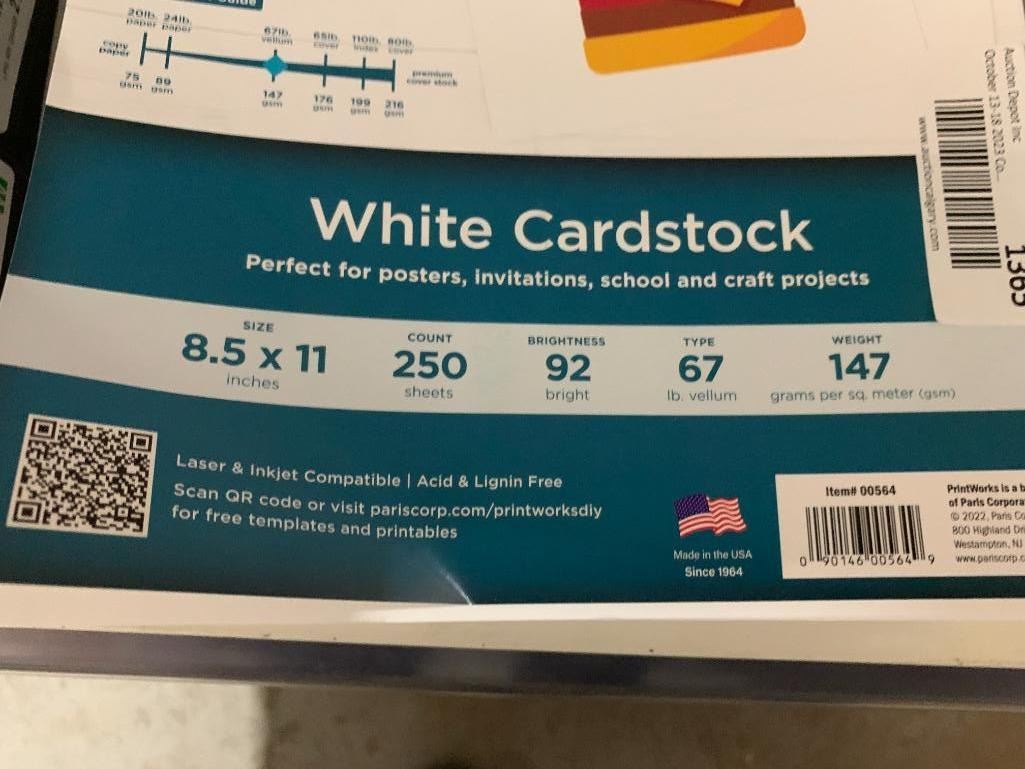 20lb. paper 24lb. paper 67lb. vellum 65lb. cover 110lb. index 80lb. cover
copy paper
premium cover stock
75 gsm 89 gsm 147 gsm 176 gsm 199 gsm 216 gsm
White Cardstock
Perfect for posters, invitations, school and craft projects
SIZE
8.5 x 11
inches
COUNT
250
sheets
BRIGHTNESS
92
bright
TYPE
67
lb. vellum
WEIGHT
147
grams per sq. meter (gsm)
Laser & Inkjet Compatible | Acid & Lignin Free
Scan QR code or visit pariscorp.com/printworksdiy
for free templates and printables
Made in the USA
Since 1964
Item# 00564
0 90146 00564 9
PrintWorks is a b
of Paris Corpora
© 2022, Paris Co
800 Highland Dri
Westampton, NJ
www.pariscorp.c
Auction Depot Inc
October 13-18 2023 Co...
www.auctioncalgary.com
1365